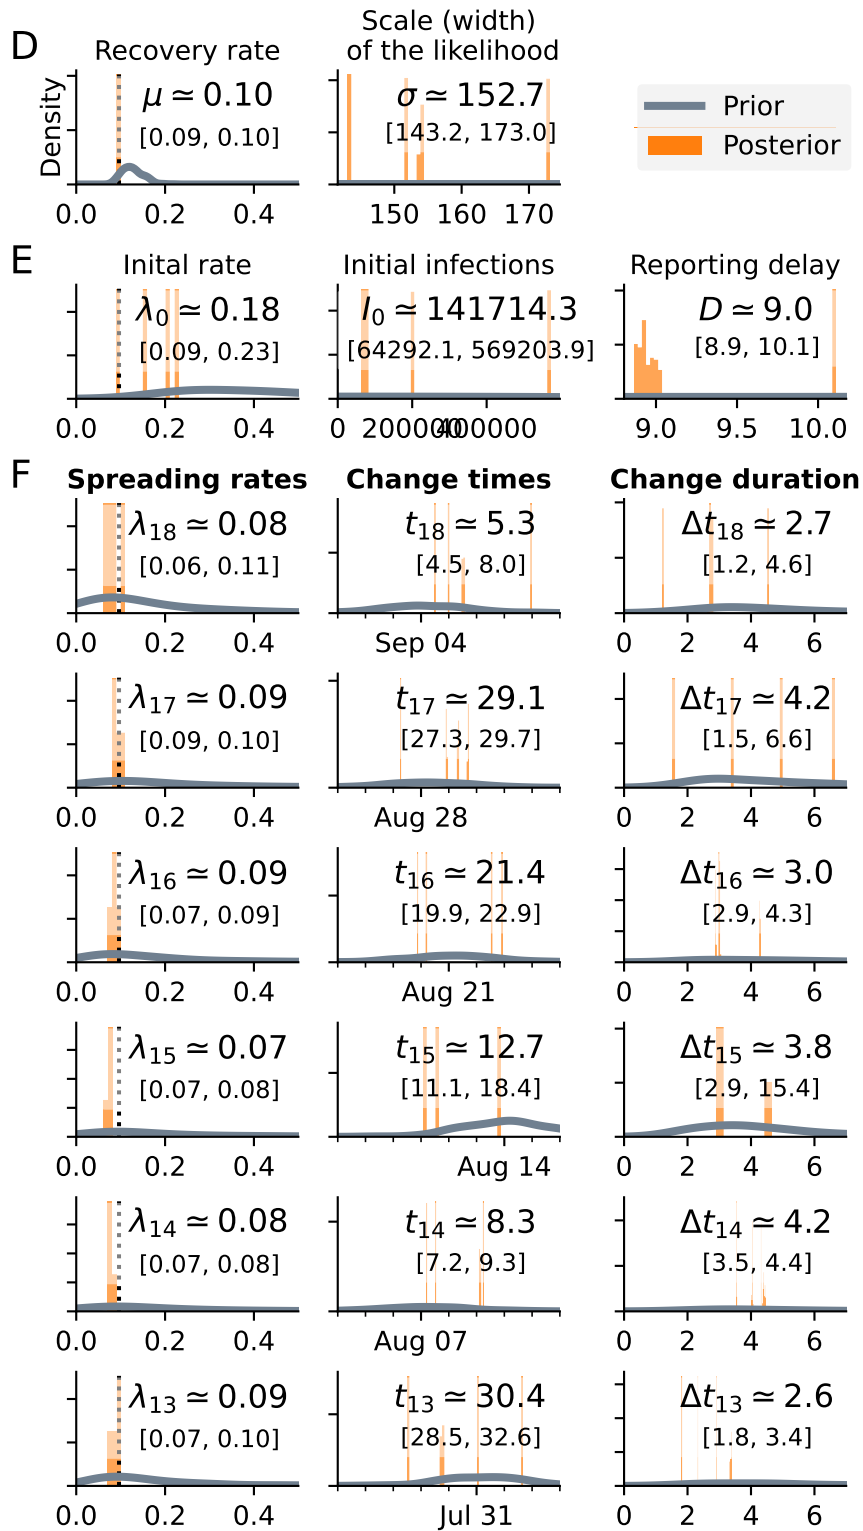 D
Recovery rate
Scale (width)
of the likelihood
Density
μ ≃ 0.10
[0.09, 0.10]
σ ≃ 152.7
[143.2, 173.0]
Prior
Posterior
0.0 0.2 0.4
150 160 170
E
Inital rate
Initial infections
Reporting delay
λ0 ≃ 0.18
[0.09, 0.23]
I0 ≃ 141714.3
[64292.1, 569203.9]
D ≃ 9.0
[8.9, 10.1]
0.0 0.2 0.4
0 200000 400000
9.0 9.5 10.0
F
Spreading rates
Change times
Change duration
λ18 ≃ 0.08
[0.06, 0.11]
t18 ≃ 5.3
[4.5, 8.0]
Δt18 ≃ 2.7
[1.2, 4.6]
0.0 0.2 0.4
Sep 04
0 2 4 6
λ17 ≃ 0.09
[0.09, 0.10]
t17 ≃ 29.1
[27.3, 29.7]
Δt17 ≃ 4.2
[1.5, 6.6]
0.0 0.2 0.4
Aug 28
0 2 4 6
λ16 ≃ 0.09
[0.07, 0.09]
t16 ≃ 21.4
[19.9, 22.9]
Δt16 ≃ 3.0
[2.9, 4.3]
0.0 0.2 0.4
Aug 21
0 2 4 6
λ15 ≃ 0.07
[0.07, 0.08]
t15 ≃ 12.7
[11.1, 18.4]
Δt15 ≃ 3.8
[2.9, 15.4]
0.0 0.2 0.4
Aug 14
0 2 4 6
λ14 ≃ 0.08
[0.07, 0.08]
t14 ≃ 8.3
[7.2, 9.3]
Δt14 ≃ 4.2
[3.5, 4.4]
0.0 0.2 0.4
Aug 07
0 2 4 6
λ13 ≃ 0.09
[0.07, 0.10]
t13 ≃ 30.4
[28.5, 32.6]
Δt13 ≃ 2.6
[1.8, 3.4]
0.0 0.2 0.4
Jul 31
0 2 4 6